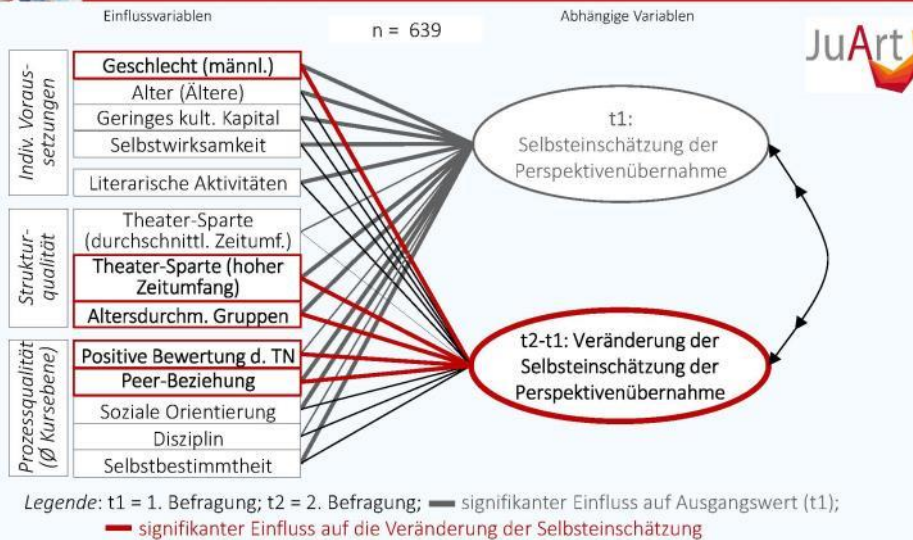 Einflussvariablen
Abhängige Variablen
n = 639
JuArt
Indiv. Voraus-
setzungen
Geschlecht (männl.)
Alter (Ältere)
Geringes kult. Kapital
Selbstwirksamkeit
Literarische Aktivitäten
Struktur-
qualität
Theater-Sparte
(durchschnittl. Zeitumf.)
Theater-Sparte (hoher
Zeitumfang)
Altersdurchm. Gruppen
Prozessqualität
(Ø Kursebene)
Positive Bewertung d. TN
Peer-Beziehung
Soziale Orientierung
Disziplin
Selbstbestimmtheit
t1:
Selbsteinschätzung der
Perspektivenübernahme
t2-t1: Veränderung der
Selbsteinschätzung der
Perspektivenübernahme
Legende: t1 = 1. Befragung; t2 = 2. Befragung; signifikanter Einfluss auf Ausgangswert (t1);
signifikanter Einfluss auf die Veränderung der Selbsteinschätzung